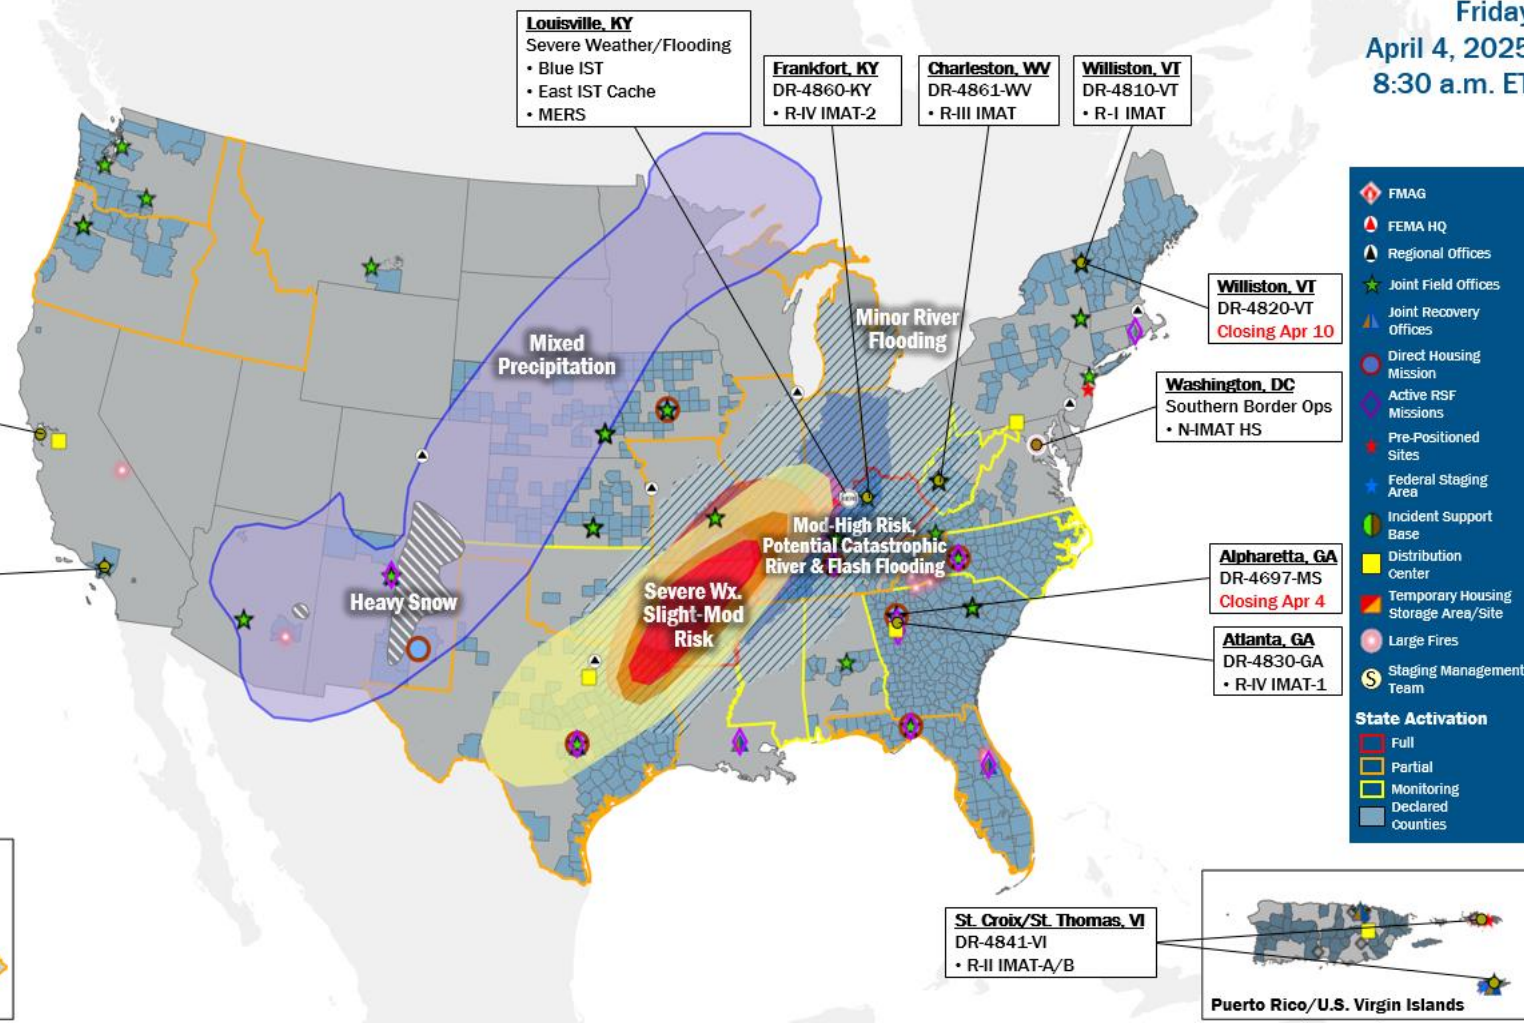 Friday
April 4, 2025
8:30 a.m. ET
Louisville, KY
Severe Weather/Flooding
• Blue IST
• East IST Cache
• MERS
Frankfort, KY
DR-4860-KY
• R-IV IMAT-2
Charleston, WV
DR-4861-WV
• R-III IMAT
Williston, VT
DR-4810-VT
• R-I IMAT
Williston, VT
DR-4820-VT
Closing Apr 10
Washington, DC
Southern Border Ops
• N-IMAT HS
Alpharetta, GA
DR-4697-MS
Closing Apr 4
Atlanta, GA
DR-4830-GA
• R-IV IMAT-1
St. Croix/St. Thomas, VI
DR-4841-VI
• R-II IMAT-A/B
Puerto Rico/U.S. Virgin Islands
Mixed
Precipitation
Minor River
Flooding
Mod-High Risk,
Potential Catastrophic
River & Flash Flooding
Severe Wx.
Slight-Mod
Risk
Heavy Snow
FMAG
FEMA HQ
Regional Offices
Joint Field Offices
Joint Recovery
Offices
Direct Housing
Mission
Active RSF
Missions
Pre-Positioned
Sites
Federal Staging
Area
Incident Support
Base
Distribution
Center
Temporary Housing
Storage Area/Site
Large Fires
S
Staging Management
Team
State Activation
Full
Partial
Monitoring
Declared
Counties